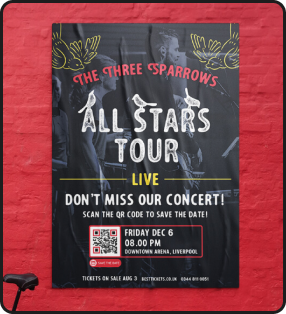 The Three Sparrows
ALL STARS
TOUR
LIVE
DON'T MISS OUR CONCERT!
SCAN THE QR CODE TO SAVE THE DATE!
FRIDAY DEC 6
08.00 PM
DOWNTOWN ARENA, LIVERPOOL
TICKETS ON SALE AUG 3